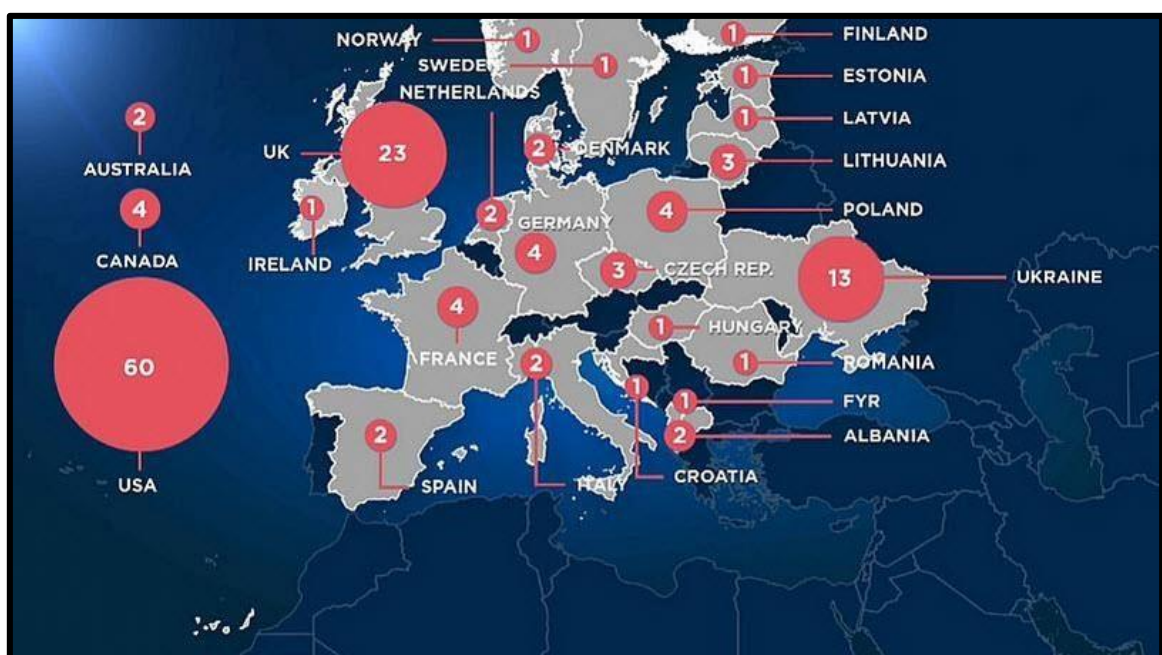 NORWAY
1
1
FINLAND
SWEDEN
1
1
ESTONIA
NETHERLANDS
2
AUSTRALIA
1
LATVIA
UK
23
2
DENMARK
3
LITHUANIA
4
CANADA
1
IRELAND
2
GERMANY
4
4
POLAND
3
CZECH REP.
13
UKRAINE
4
FRANCE
1
HUNGARY
60
USA
2
ITALY
1
ROMANIA
1
CROATIA
1
FYR
2
SPAIN
2
ALBANIA